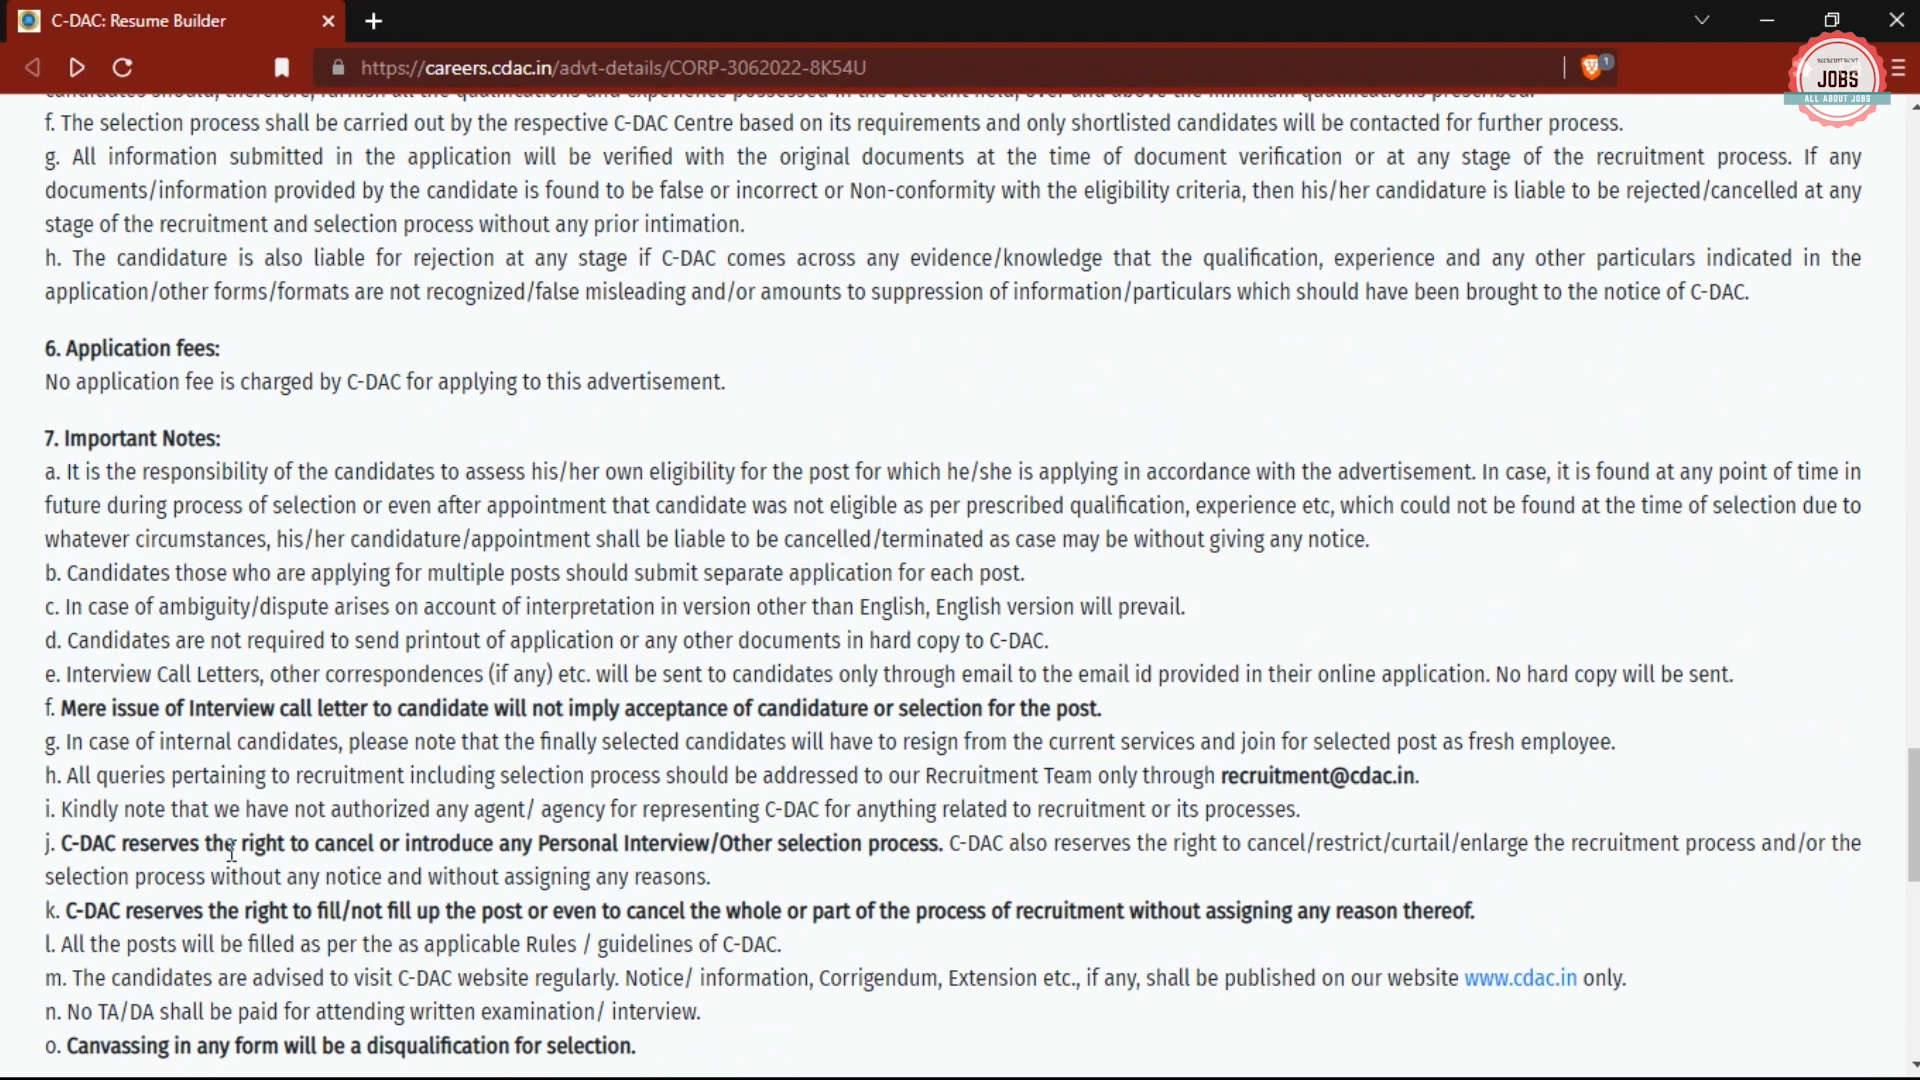 C-DAC: Resume Builder
https://careers.cdac.in/advt-details/CORP-3062022-8K54U
1
RECRUITMENT
JOBS
ALL ABOUT JOBS
candidates should, therefore, furnish all the qualifications and experience possessed in the relevant field, over and above the minimum qualifications prescribed.
f. The selection process shall be carried out by the respective C-DAC Centre based on its requirements and only shortlisted candidates will be contacted for further process.
g. All information submitted in the application will be verified with the original documents at the time of document verification or at any stage of the recruitment process. If any
documents/information provided by the candidate is found to be false or incorrect or Non-conformity with the eligibility criteria, then his/her candidature is liable to be rejected/cancelled at any
stage of the recruitment and selection process without any prior intimation.
h. The candidature is also liable for rejection at any stage if C-DAC comes across any evidence/knowledge that the qualification, experience and any other particulars indicated in the
application/other forms/formats are not recognized/false misleading and/or amounts to suppression of information/particulars which should have been brought to the notice of C-DAC.
6. Application fees:
No application fee is charged by C-DAC for applying to this advertisement.
7. Important Notes:
a. It is the responsibility of the candidates to assess his/her own eligibility for the post for which he/she is applying in accordance with the advertisement. In case, it is found at any point of time in
future during process of selection or even after appointment that candidate was not eligible as per prescribed qualification, experience etc, which could not be found at the time of selection due to
whatever circumstances, his/her candidature/appointment shall be liable to be cancelled/terminated as case may be without giving any notice.
b. Candidates those who are applying for multiple posts should submit separate application for each post.
c. In case of ambiguity/dispute arises on account of interpretation in version other than English, English version will prevail.
d. Candidates are not required to send printout of application or any other documents in hard copy to C-DAC.
e. Interview Call Letters, other correspondences (if any) etc. will be sent to candidates only through email to the email id provided in their online application. No hard copy will be sent.
f. Mere issue of Interview call letter to candidate will not imply acceptance of candidature or selection for the post.
g. In case of internal candidates, please note that the finally selected candidates will have to resign from the current services and join for selected post as fresh employee.
h. All queries pertaining to recruitment including selection process should be addressed to our Recruitment Team only through recruitment@cdac.in.
i. Kindly note that we have not authorized any agent/ agency for representing C-DAC for anything related to recruitment or its processes.
j. C-DAC reserves the right to cancel or introduce any Personal Interview/Other selection process. C-DAC also reserves the right to cancel/restrict/curtail/enlarge the recruitment process and/or the
selection process without any notice and without assigning any reasons.
k. C-DAC reserves the right to fill/not fill up the post or even to cancel the whole or part of the process of recruitment without assigning any reason thereof.
l. All the posts will be filled as per the as applicable Rules / guidelines of C-DAC.
m. The candidates are advised to visit C-DAC website regularly. Notice/ information, Corrigendum, Extension etc., if any, shall be published on our website www.cdac.in only.
n. No TA/DA shall be paid for attending written examination/ interview.
o. Canvassing in any form will be a disqualification for selection.